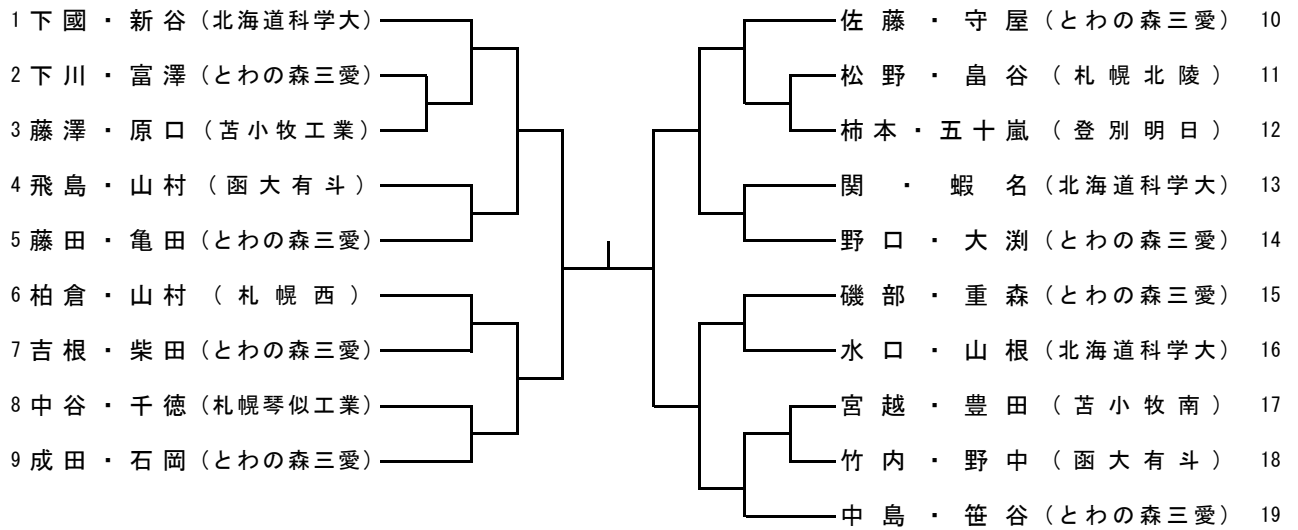 1 下國・新谷(北海道科学大)
2 下川・富澤(とわの森三愛)
3 藤澤・原口(苫小牧工業)
4 飛島・山村(函大有斗)
5 藤田・亀田(とわの森三愛)
6 柏倉・山村(札幌西)
7 吉根・柴田(とわの森三愛)
8 中谷・千徳(札幌琴似工業)
9 成田・石岡(とわの森三愛)
佐藤・守屋(とわの森三愛) 10
松野・畠谷(札幌北陵) 11
柿本・五十嵐(登別明日) 12
関・蝦名(北海道科学大) 13
野口・大渕(とわの森三愛) 14
磯部・重森(とわの森三愛) 15
水口・山根(北海道科学大) 16
宮越・豊田(苫小牧南) 17
竹内・野中(函大有斗) 18
中島・笹谷(とわの森三愛) 19